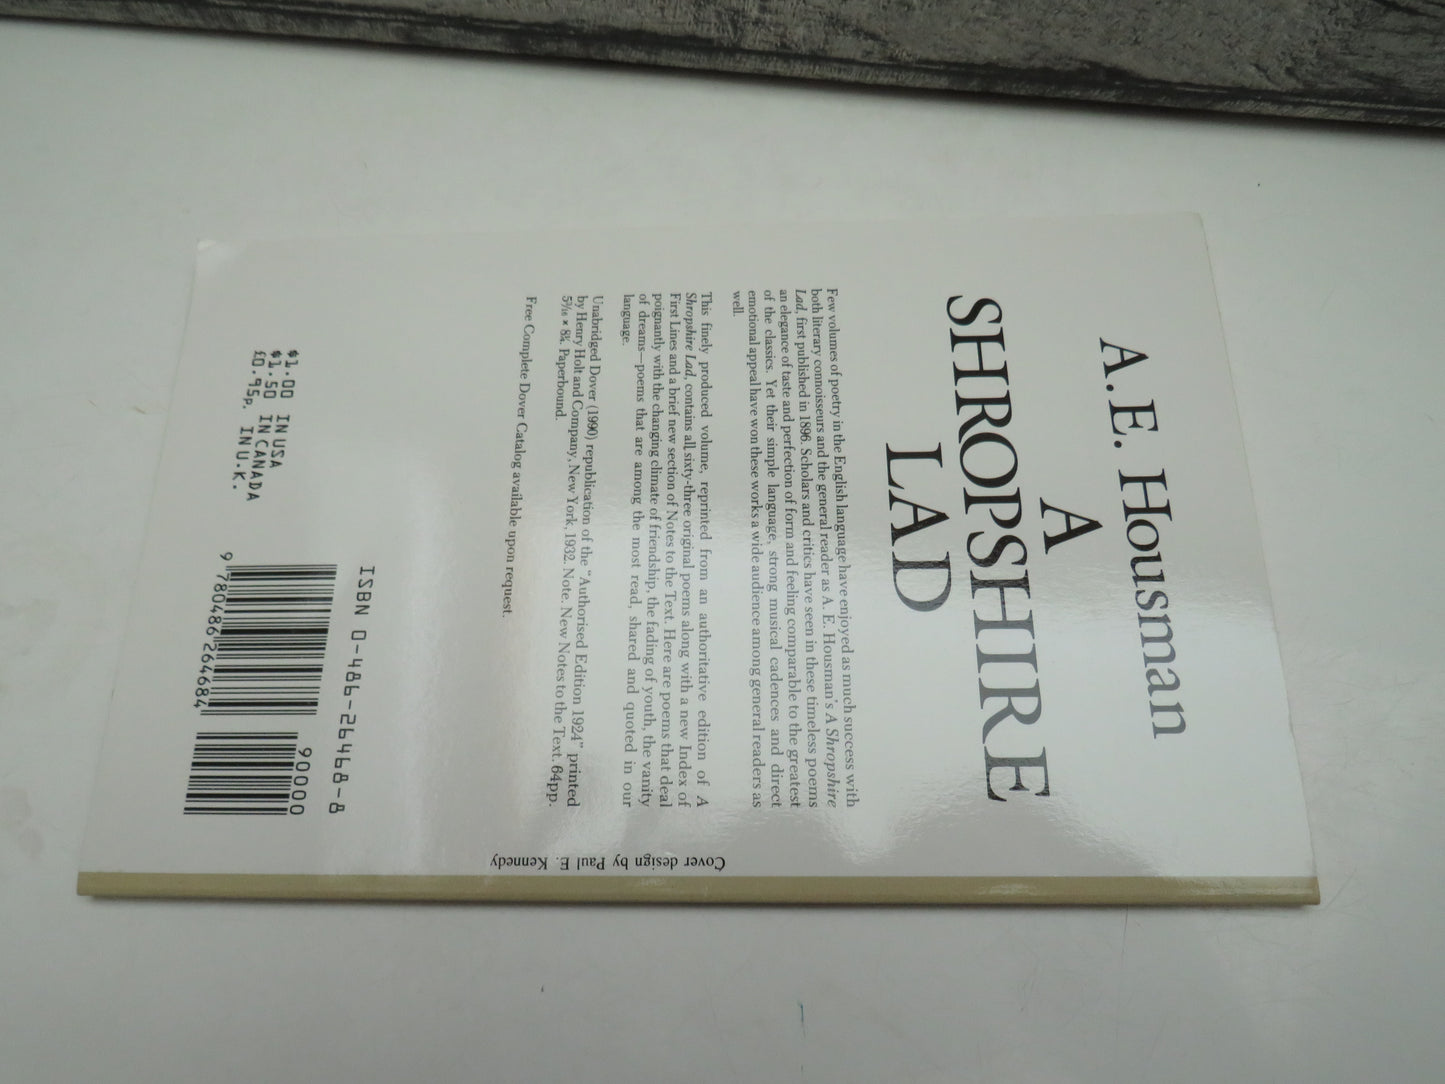 A. E. Housman
A
SHROPSHIRE
LAD
Few volumes of poetry in the English language have enjoyed as much success with
both literary connoisseurs and the general reader as A. E. Housman's A Shropshire
Lad, first published in 1896. Scholars and critics have seen in these timeless poems
an elegance of taste and perfection of form and feeling comparable to the greatest
of the classics. Yet their simple language, strong musical cadences and direct
emotional appeal have won these works a wide audience among general readers as
well.
This finely produced volume, reprinted from an authoritative edition of A
Shropshire Lad, contains all sixty-three original poems along with a new Index of
First Lines and a brief new section of Notes to the Text. Here are poems that deal
poignantly with the changing climate of friendship, the fading of youth, the vanity
of dreams—poems that are among the most read, shared and quoted in our
language.
Unabridged Dover (1990) republication of the "Authorised Edition 1924" printed
by Henry Holt and Company, New York, 1932. Note. New Notes to the Text. 64pp.
5³⁄₁₆ × 8¼. Paperbound.
Free Complete Dover Catalog available upon request.
Cover design by Paul E. Kennedy
$1.00 IN USA
$1.50 IN CANADA
£0.95p. IN U.K.
ISBN 0-486-26468-8
90000
9 780486 264684